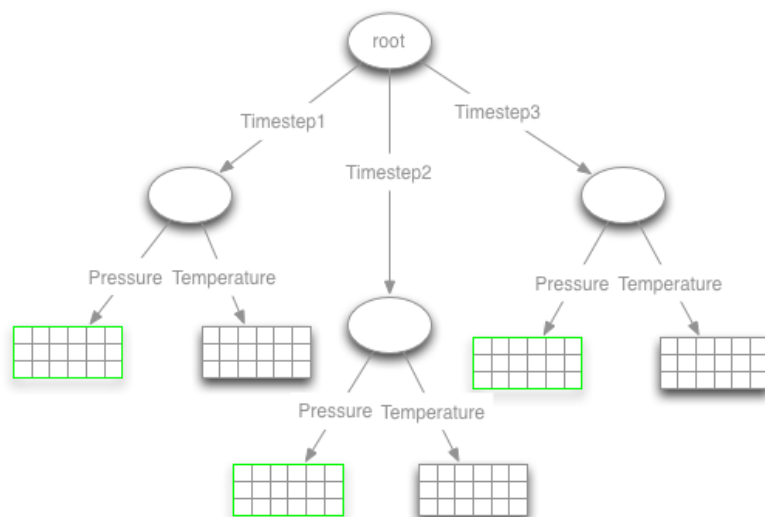 root
Timestep1
Timestep2
Timestep3
Pressure Temperature
Pressure Temperature
Pressure Temperature